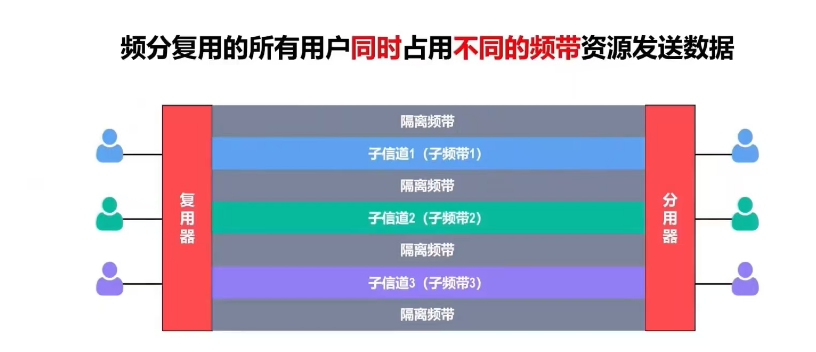 频分复用的所有用户同时占用不同的频带资源发送数据
隔离频带
子信道1（子频带1）
隔离频带
复用器
子信道2（子频带2）
分用器
隔离频带
子信道3（子频带3）
隔离频带